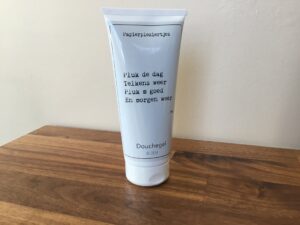 Papierpleziertjes
Pluk de dag
Telkens weer
Pluk m goed
En morgen weer
Douchegel